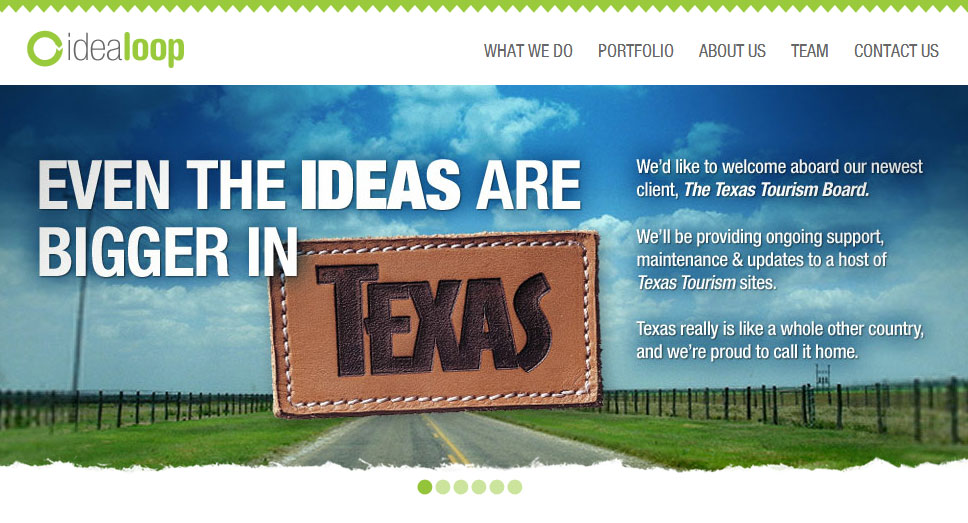 idealoop
WHAT WE DO PORTFOLIO ABOUT US TEAM CONTACT US
EVEN THE IDEAS ARE
BIGGER IN
TEXAS
We'd like to welcome aboard our newest
client, The Texas Tourism Board.
We'll be providing ongoing support,
maintenance & updates to a host of
Texas Tourism sites.
Texas really is like a whole other country,
and we're proud to call it home.